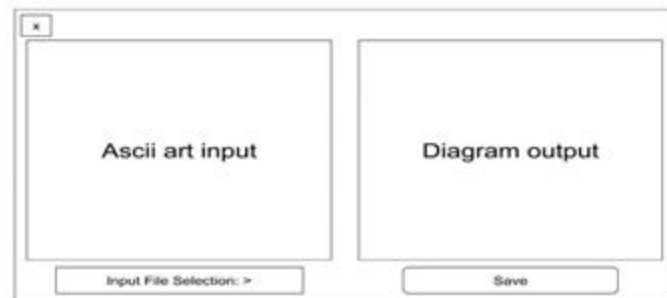 x
Ascii art input
Diagram output
Input File Selection: >
Save